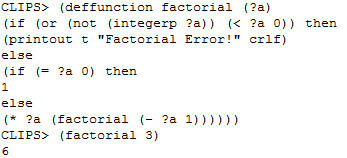 CLIPS> (deffunction factorial (?a)
(if (or (not (integerp ?a)) (< ?a 0)) then
(printout t "Factorial Error!" crlf)
else
(if (= ?a 0) then
1
else
(* ?a (factorial (- ?a 1))))))
CLIPS> (factorial 3)
6